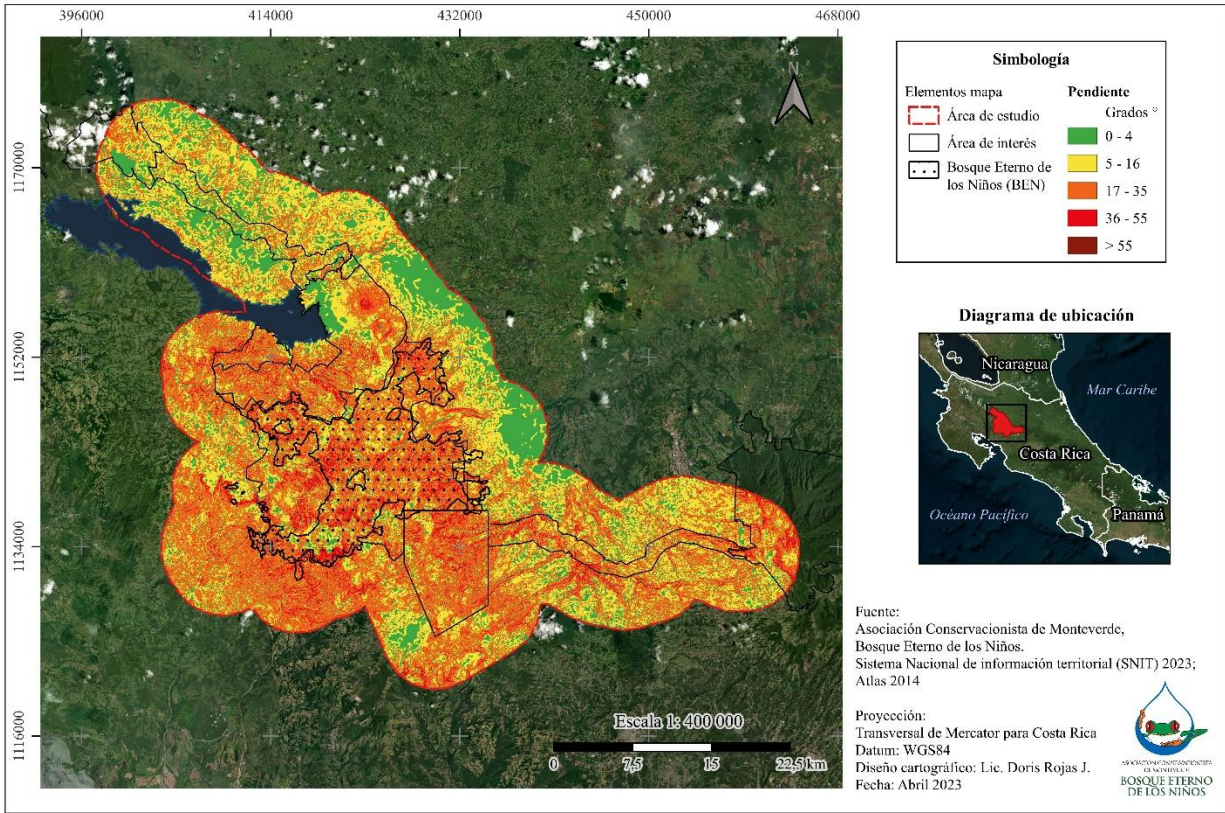 396000
414000
432000
450000
468000
1170000
1152000
1134000
1116000
N
Escala 1: 400 000
0
7,5
15
22,5 km
Simbología
Elementos mapa
Área de estudio
Área de interés
Bosque Eterno de
los Niños (BEN)
Pendiente
Grados °
0 - 4
5 - 16
17 - 35
36 - 55
> 55
Diagrama de ubicación
Nicaragua
Mar Caribe
Costa Rica
Océano Pacífico
Panamá
Fuente:
Asociación Conservacionista de Monteverde,
Bosque Eterno de los Niños.
Sistema Nacional de información territorial (SNIT) 2023;
Atlas 2014
Proyección:
Transversal de Mercator para Costa Rica
Datum: WGS84
Diseño cartográfico: Lic. Doris Rojas J.
Fecha: Abril 2023
ASOCIACIÓN CONSERVACIONISTA
DE MONTEVERDE
BOSQUE ETERNO
DE LOS NIÑOS